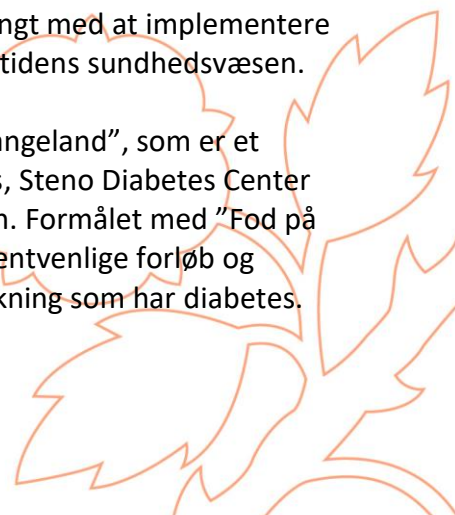 ngt med at implementere
tidens sundhedsvæsen.
angeland”, som er et
s, Steno Diabetes Center
n. Formålet med ”Fod på
entvenlige forløb og
kning som har diabetes.